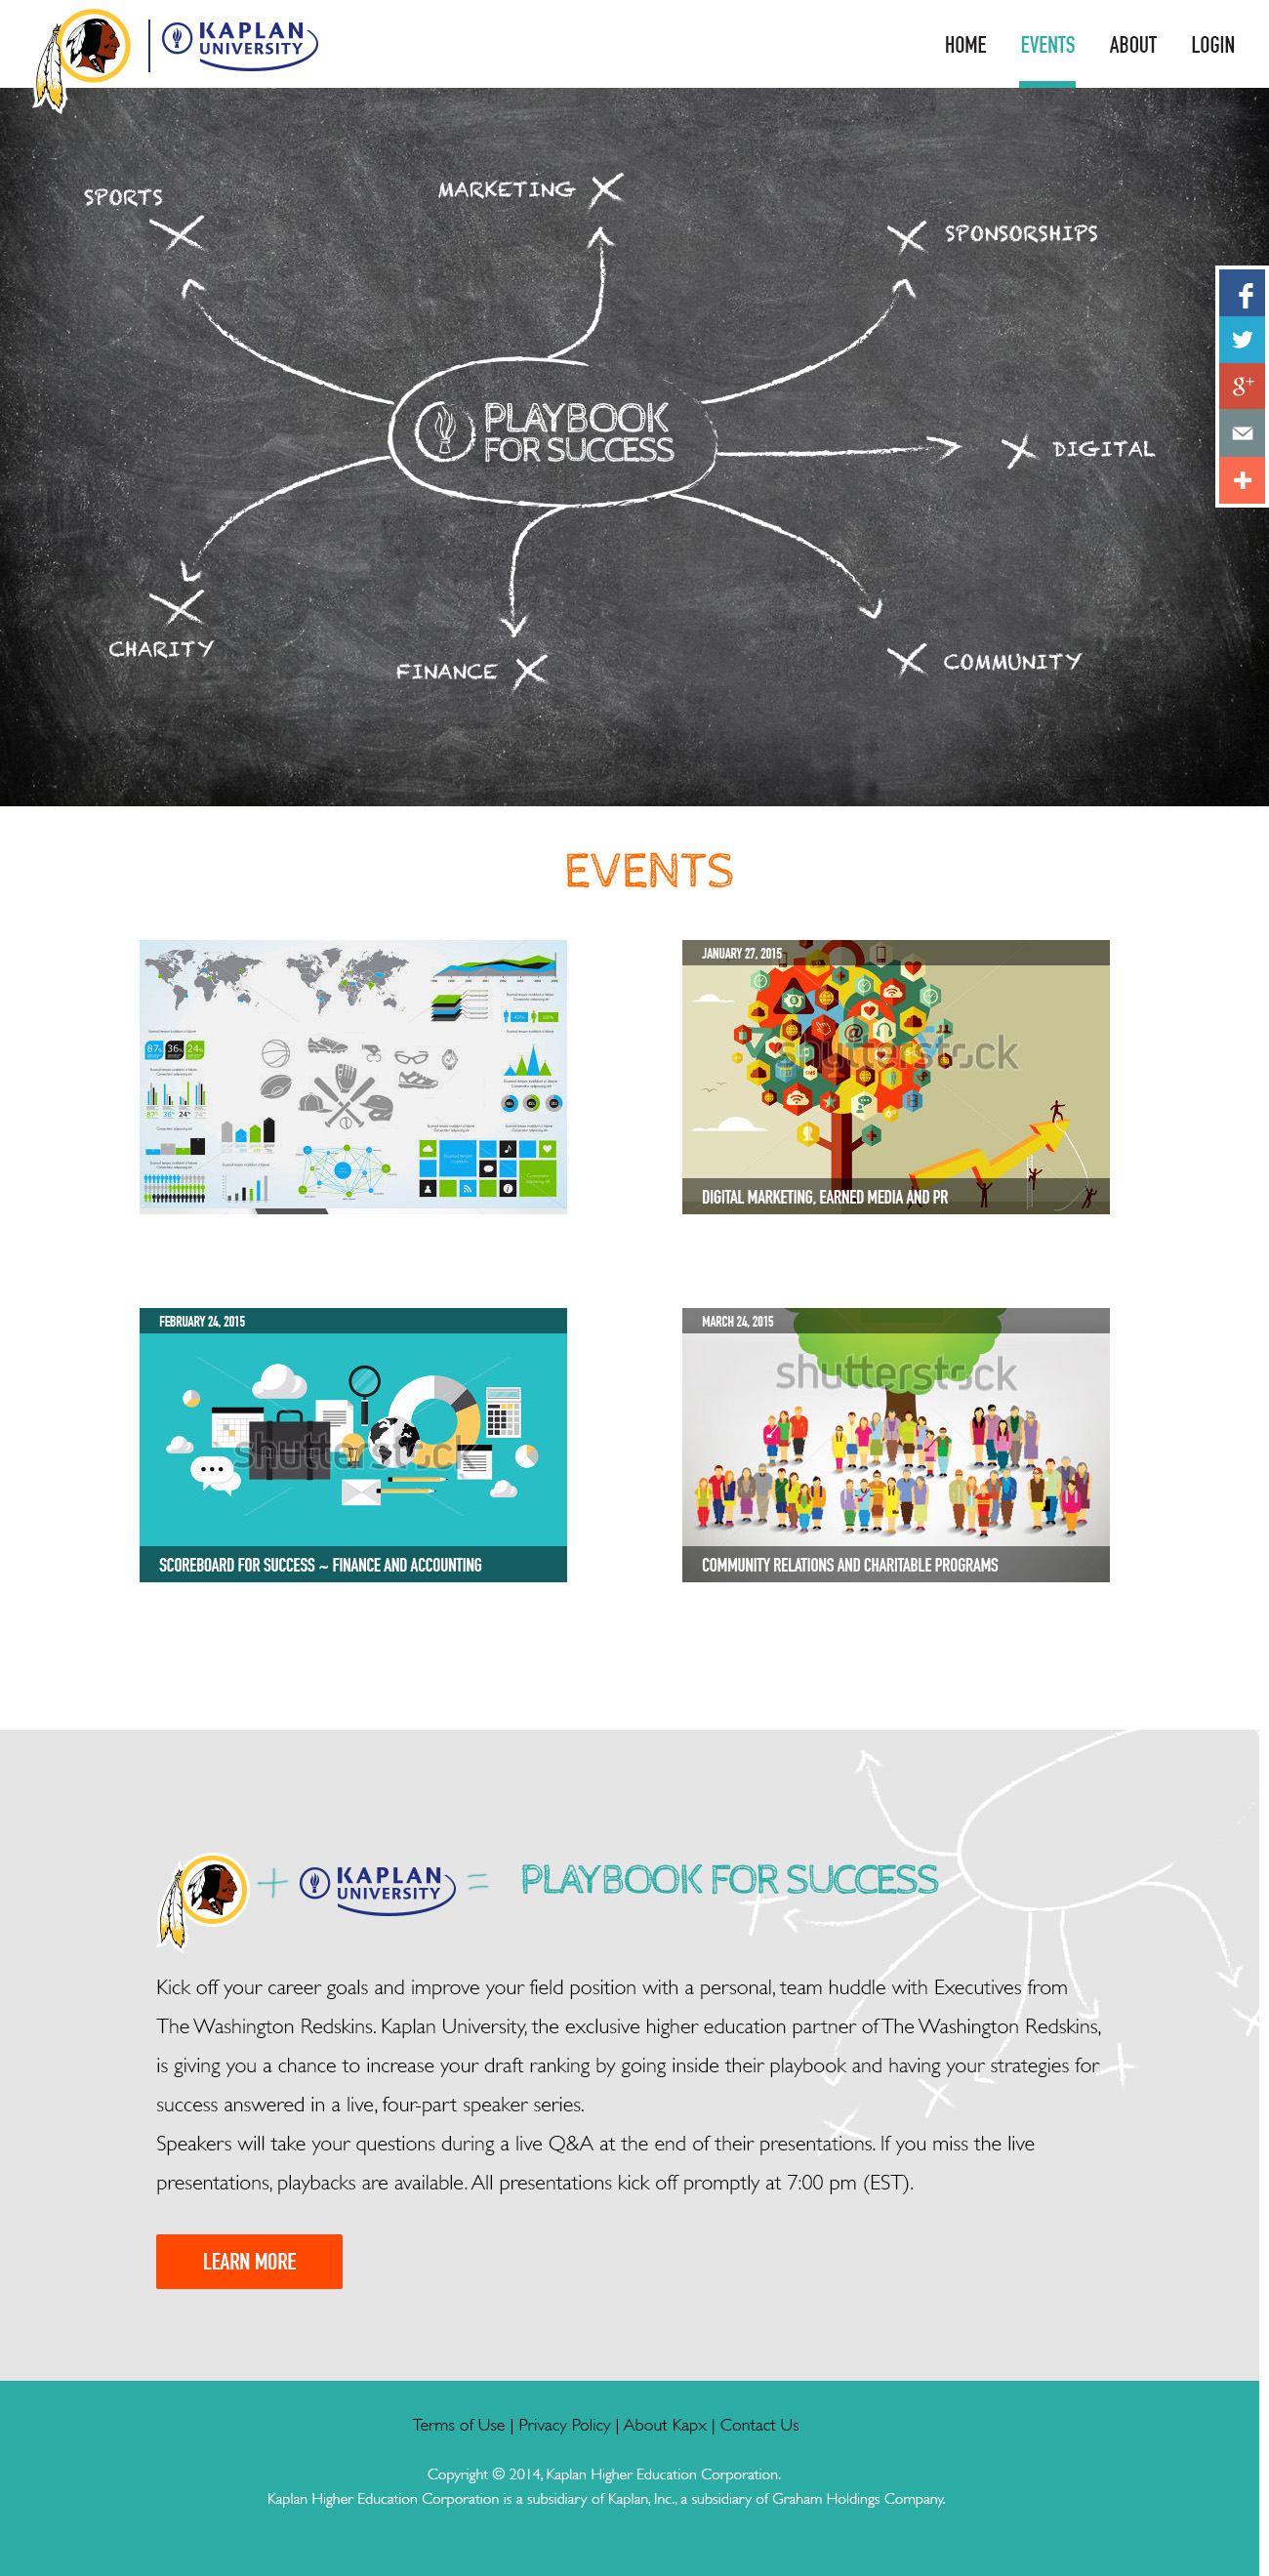 KAPLAN
UNIVERSITY
HOME EVENTS ABOUT LOGIN
SPORTS
MARKETING
SPONSORSHIPS
PLAYBOOK
FOR SUCCESS
DIGITAL
CHARITY
FINANCE
COMMUNITY
EVENTS
87% 36% 24%
87% 36% 24%
JANUARY 27, 2015
shutterstock
DIGITAL MARKETING, EARNED MEDIA AND PR
FEBRUARY 24, 2015
shutterstock
SCOREBOARD FOR SUCCESS ~ FINANCE AND ACCOUNTING
MARCH 24, 2015
shutterstock
COMMUNITY RELATIONS AND CHARITABLE PROGRAMS
+ KAPLAN UNIVERSITY = PLAYBOOK FOR SUCCESS
Kick off your career goals and improve your field position with a personal, team huddle with Executives from
The Washington Redskins. Kaplan University, the exclusive higher education partner of The Washington Redskins,
is giving you a chance to increase your draft ranking by going inside their playbook and having your strategies for
success answered in a live, four-part speaker series.
Speakers will take your questions during a live Q&A at the end of their presentations. If you miss the live
presentations, playbacks are available. All presentations kick off promptly at 7:00 pm (EST).
LEARN MORE
Terms of Use | Privacy Policy | About Kapx | Contact Us
Copyright © 2014, Kaplan Higher Education Corporation.
Kaplan Higher Education Corporation is a subsidiary of Kaplan, Inc., a subsidiary of Graham Holdings Company.